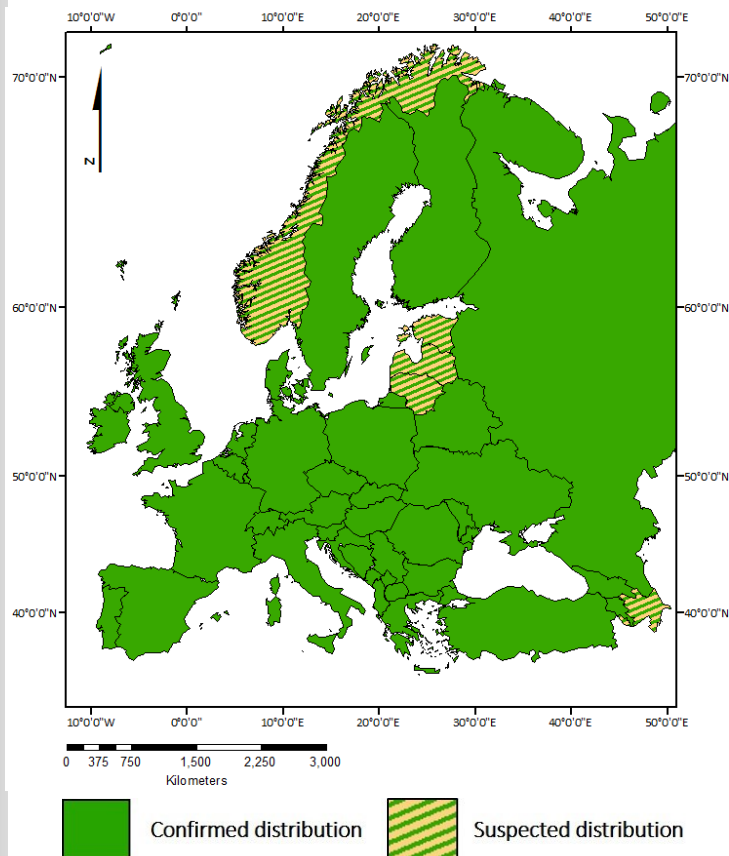 10°0'0"W 0°0'0" 10°0'0"E 20°0'0"E 30°0'0"E 40°0'0"E 50°0'0"E
70°0'0"N 70°0'0"N
N
60°0'0"N 60°0'0"N
50°0'0"N 50°0'0"N
40°0'0"N 40°0'0"N
10°0'0"W 0°0'0" 10°0'0"E 20°0'0"E 30°0'0"E 40°0'0"E 50°0'0"E
0 375 750 1,500 2,250 3,000
Kilometers
Confirmed distribution Suspected distribution